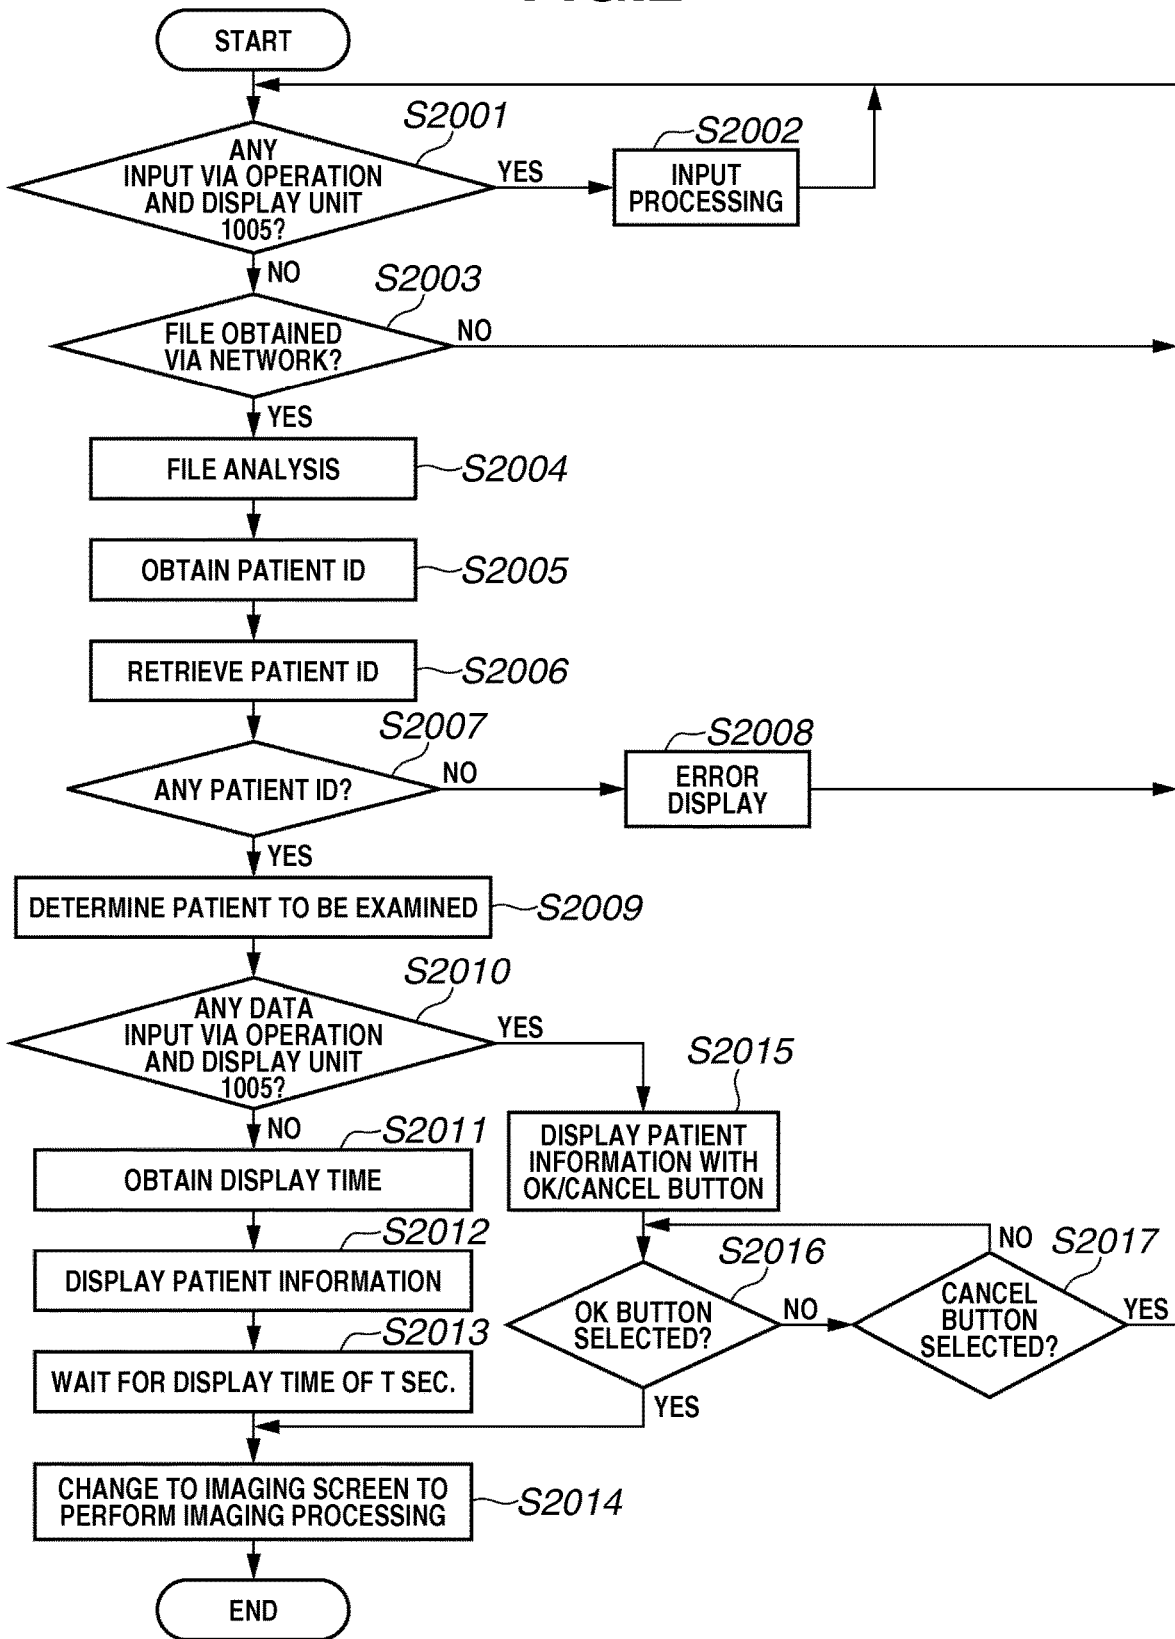 START
S2001
ANY
INPUT VIA OPERATION
AND DISPLAY UNIT
1005?
YES
S2002
INPUT
PROCESSING
NO
S2003
FILE OBTAINED
VIA NETWORK?
NO
YES
FILE ANALYSIS
S2004
OBTAIN PATIENT ID
S2005
RETRIEVE PATIENT ID
S2006
S2007
ANY PATIENT ID?
NO
S2008
ERROR
DISPLAY
YES
DETERMINE PATIENT TO BE EXAMINED
S2009
S2010
ANY DATA
INPUT VIA OPERATION
AND DISPLAY UNIT
1005?
YES
NO
S2011
OBTAIN DISPLAY TIME
S2015
DISPLAY PATIENT
INFORMATION WITH
OK/CANCEL BUTTON
S2012
DISPLAY PATIENT INFORMATION
S2016
OK BUTTON
SELECTED?
NO
NO
S2017
CANCEL
BUTTON
SELECTED?
YES
S2013
WAIT FOR DISPLAY TIME OF T SEC.
YES
CHANGE TO IMAGING SCREEN TO
PERFORM IMAGING PROCESSING
S2014
END